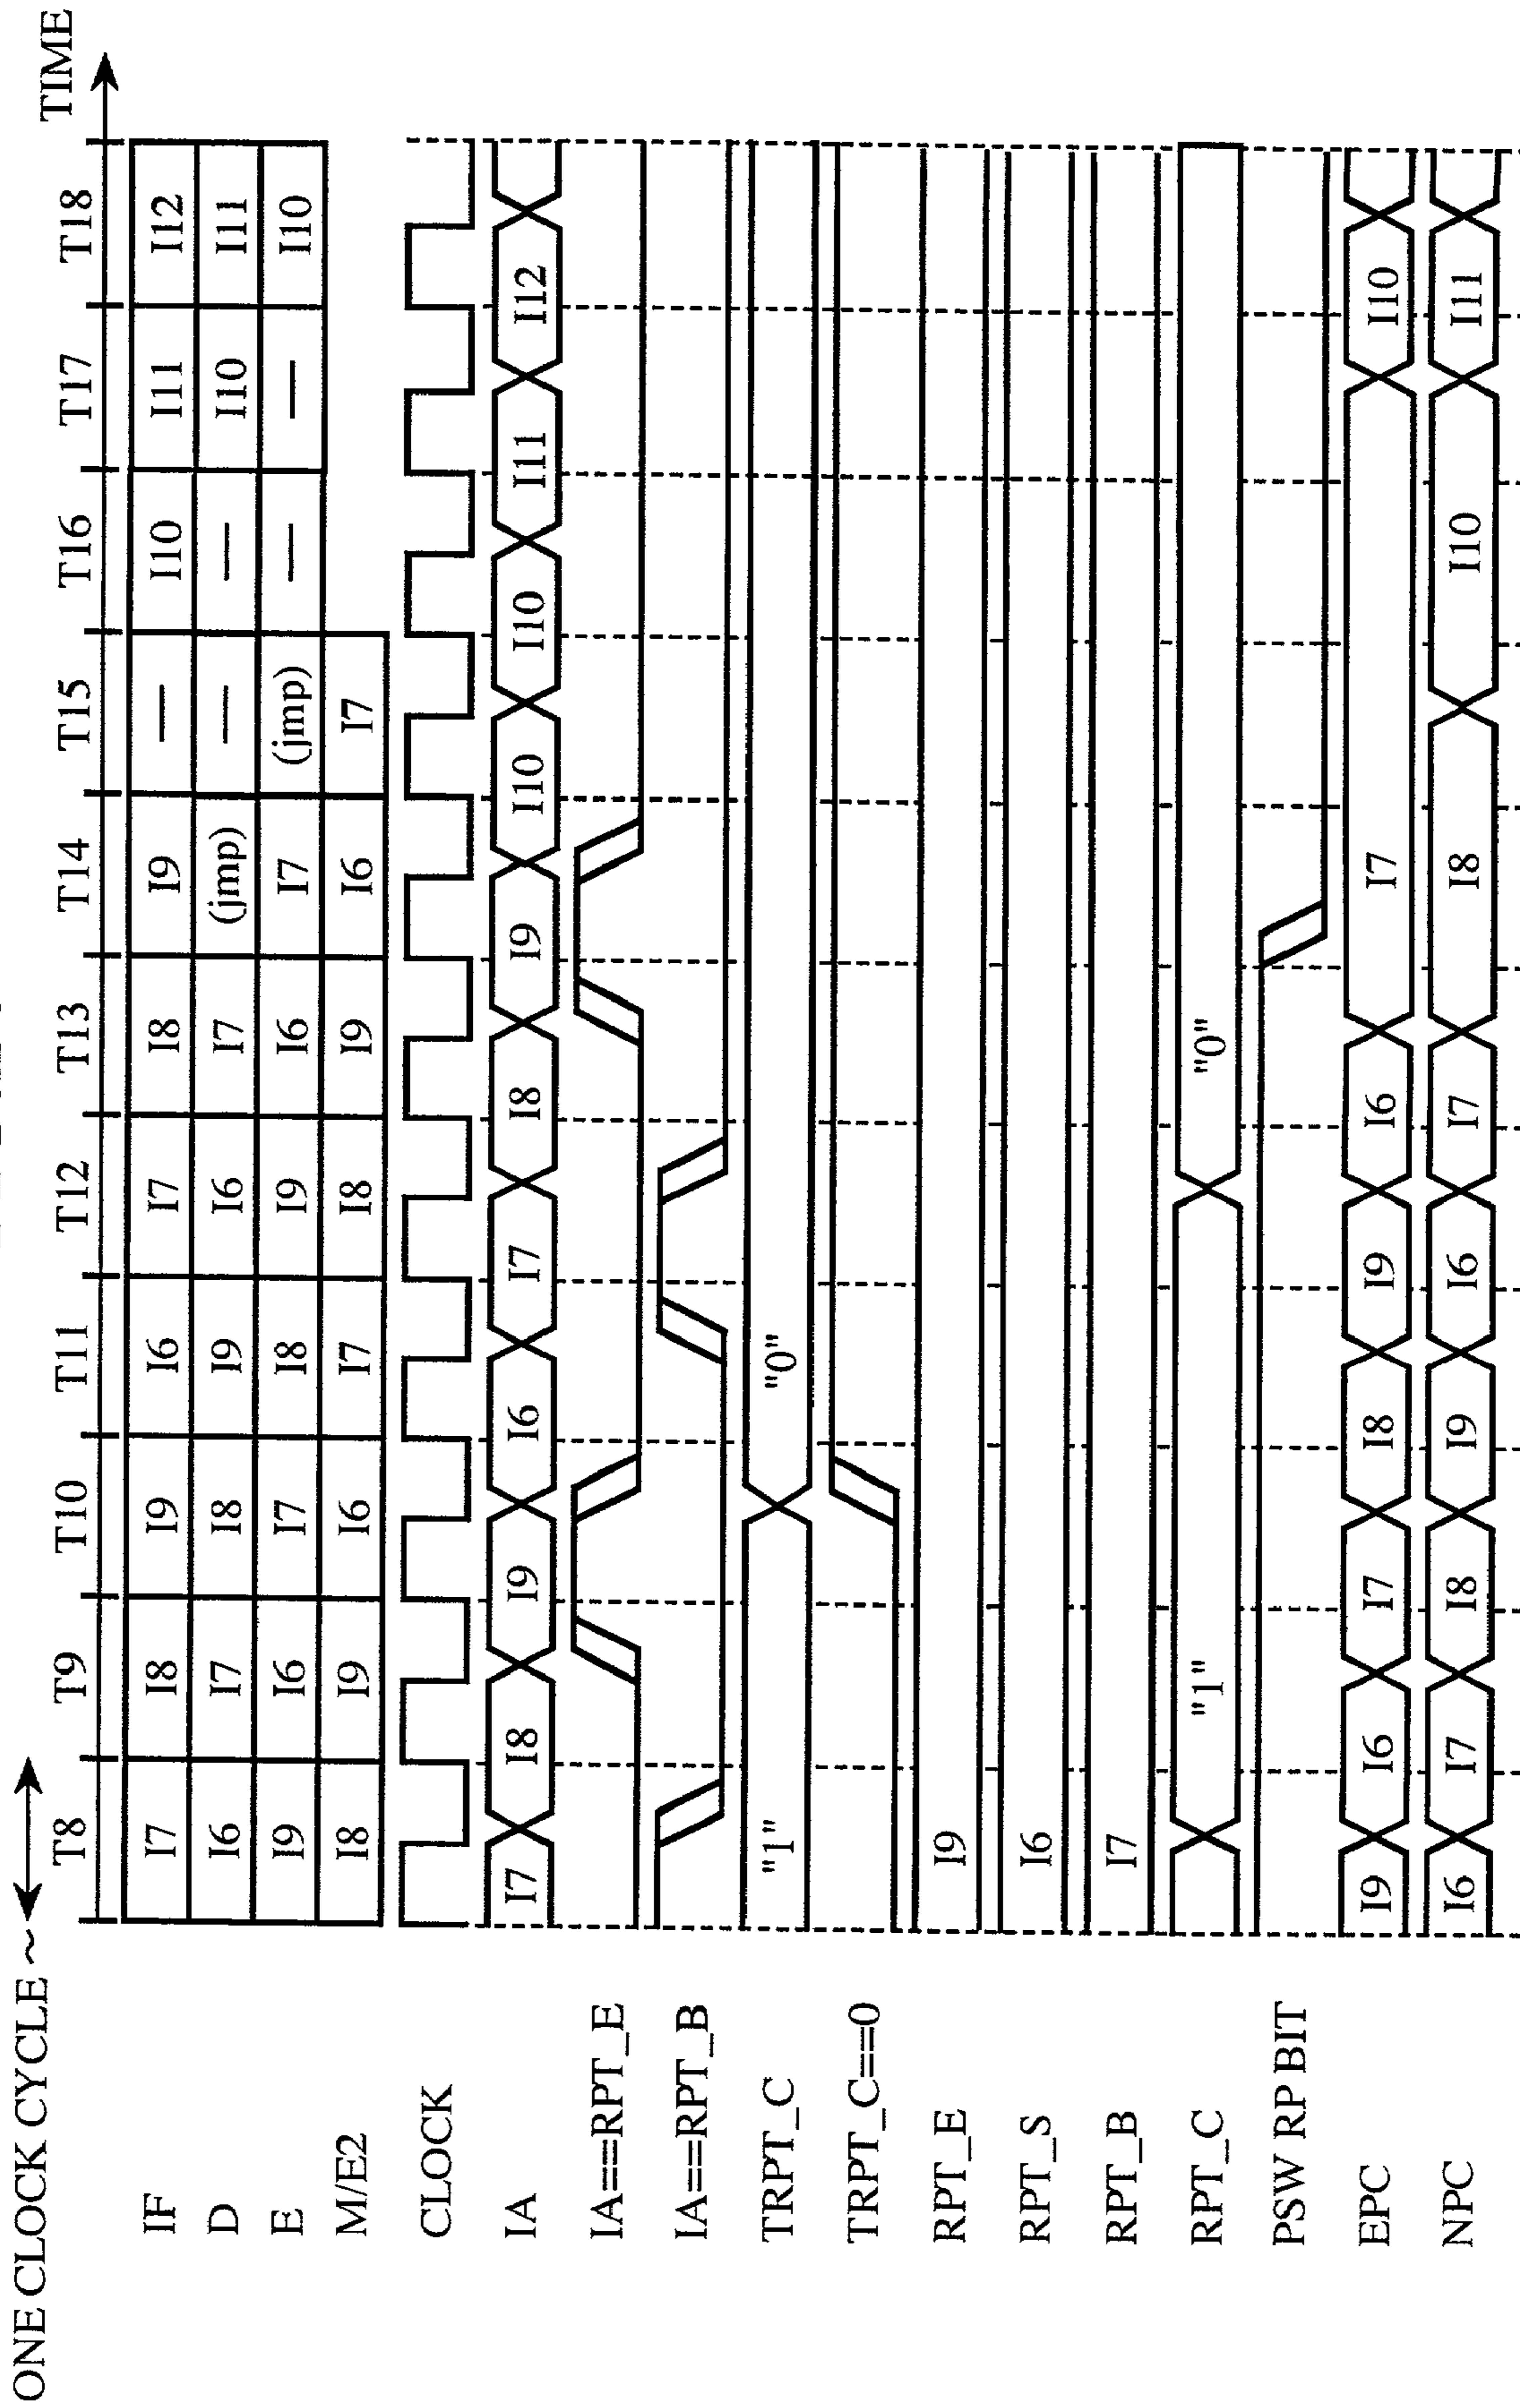 ONE CLOCK CYCLE ~
TIME
T8 T9 T10 T11 T12 T13 T14 T15 T16 T17 T18
IF I7 I8 I9 I6 I7 I8 I9 — I10 I11 I12
D I6 I7 I8 I9 I6 I7 (jmp) — — I10 I11
E I9 I6 I7 I8 I9 I6 I7 (jmp) — — I10
M/E2 I8 I9 I6 I7 I8 I9 I6 I7
CLOCK
IA I7 I8 I9 I6 I7 I8 I9 I10 I10 I11 I12
IA==RPT_E
IA==RPT_B
TRPT_C "1" "0"
TRPT_C==0
RPT_E I9
RPT_S I6
RPT_B I7
RPT_C "1" "0"
PSW RP BIT
EPC I9 I6 I7 I8 I9 I6 I7 I10
NPC I6 I7 I8 I9 I6 I7 I8 I10 I11